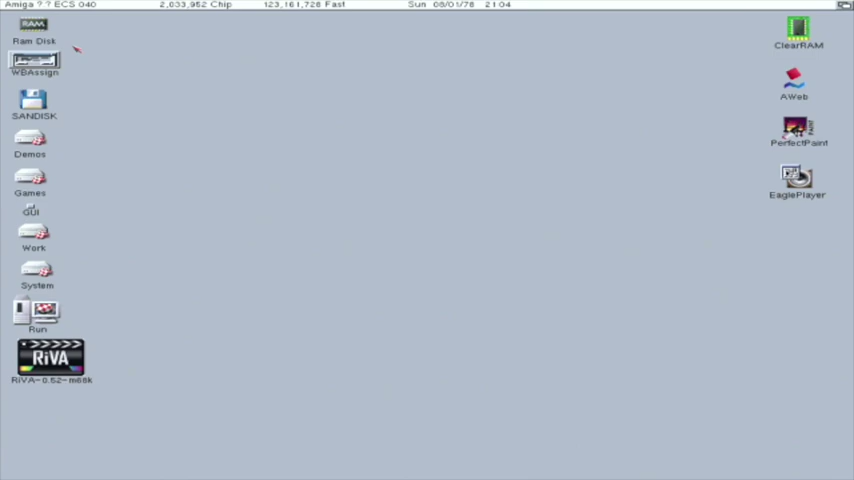 Amiga ? ? ECS 040 2,033,952 Chip 123,161,728 Fast Sun 08/01/78 21:04
RAM
Ram Disk
WBAssign
SANDISK
Demos
Games
GUI
Work
System
Run
RiVA
RiVA-0.52-m68k
ClearRAM
AWeb
PerfectPaint
EaglePlayer